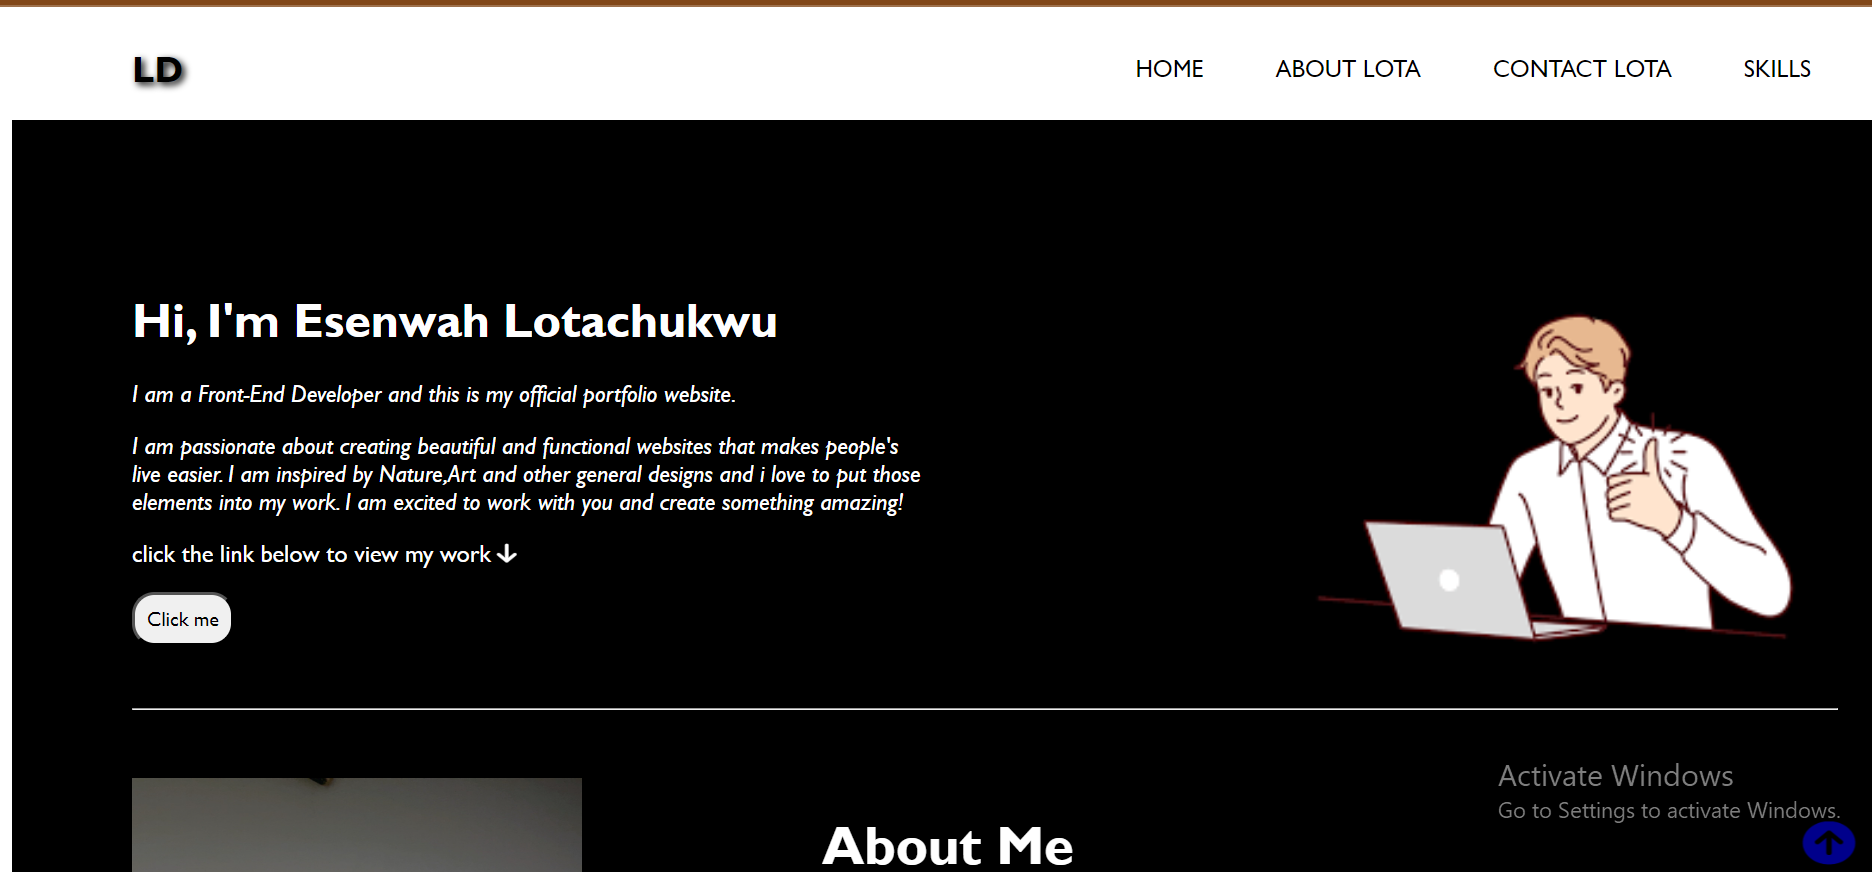 LD
HOME ABOUT LOTA CONTACT LOTA SKILLS
Hi, I'm Esenwah Lotachukwu
I am a Front-End Developer and this is my official portfolio website.
I am passionate about creating beautiful and functional websites that makes people's
live easier. I am inspired by Nature,Art and other general designs and i love to put those
elements into my work. I am excited to work with you and create something amazing!
click the link below to view my work
Click me
About Me
Activate Windows
Go to Settings to activate Windows.